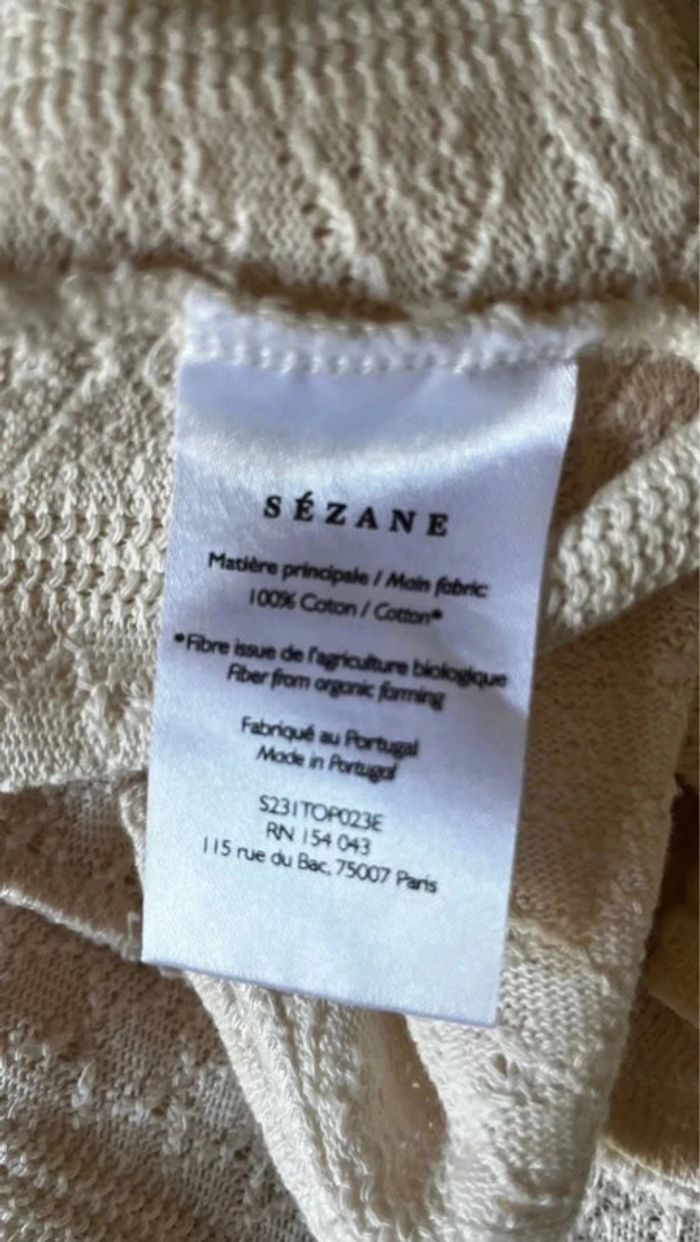 SÉZANE
Matière principale / Main fabric:
100% Coton / Cotton*
*Fibre issue de l'agriculture biologique
Fiber from organic farming
Fabriqué au Portugal
Made in Portugal
S231TOP023E
RN 154 043
115 rue du Bac, 75007 Paris